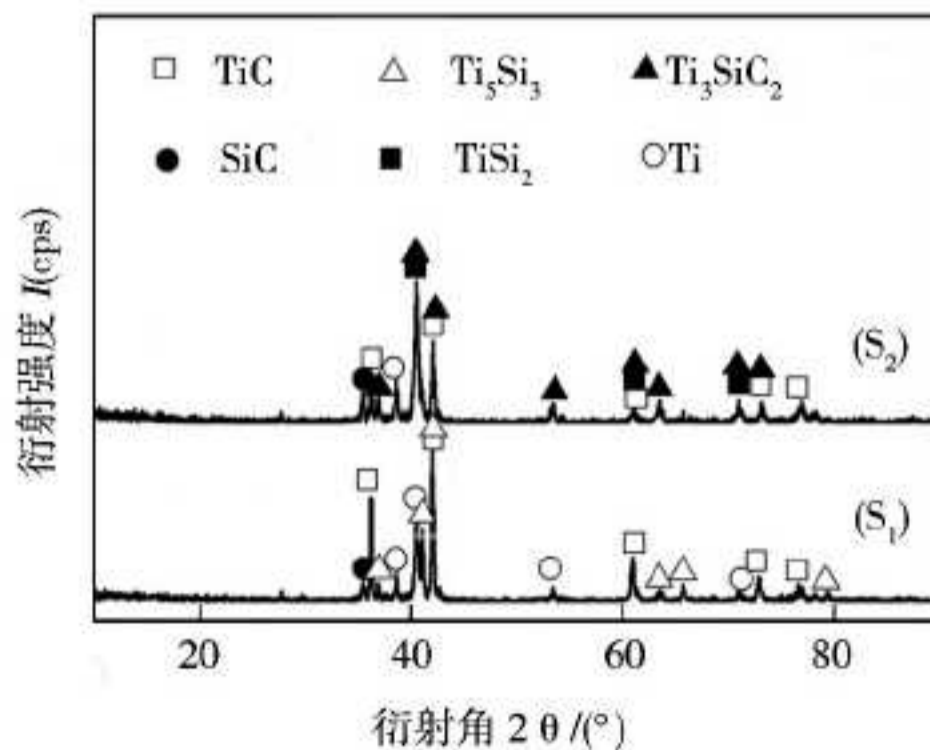 □ TiC △ Ti₅Si₃ ▲ Ti₃SiC₂
● SiC ■ TiSi₂ ○ Ti
衍射强度 I(cps)
(S₂)
(S₁)
20 40 60 80
衍射角 2 θ /(°)